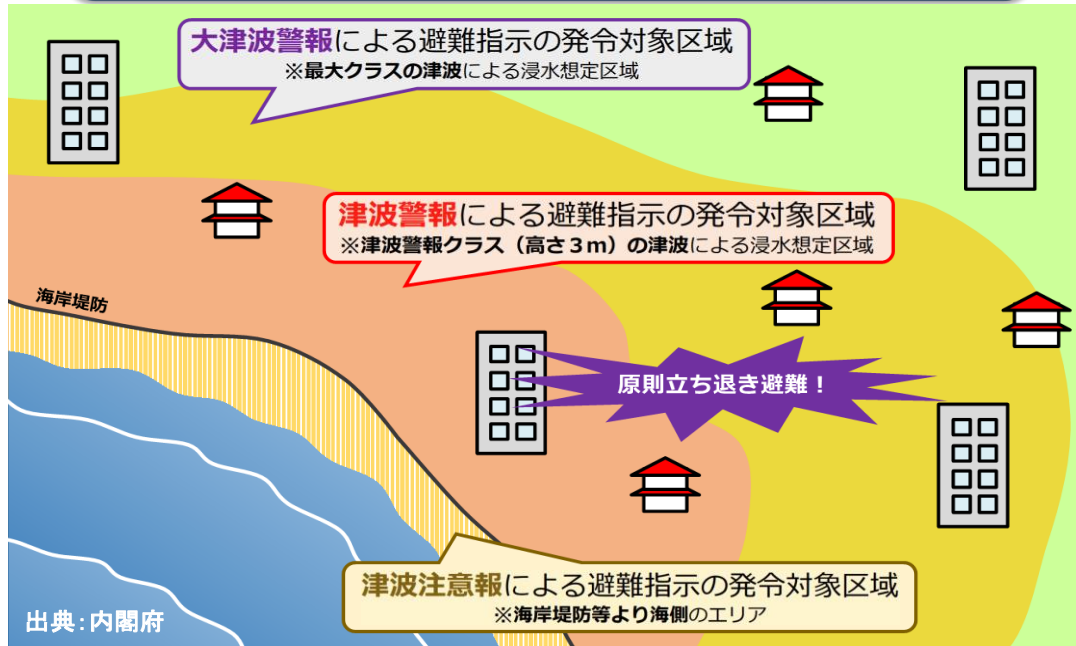 大津波警報による避難指示の発令対象区域
※最大クラスの津波による浸水想定区域
津波警報による避難指示の発令対象区域
※津波警報クラス（高さ３ｍ）の津波による浸水想定区域
海岸堤防
原則立ち退き避難！
津波注意報による避難指示の発令対象区域
※海岸堤防等より海側のエリア
出典：内閣府